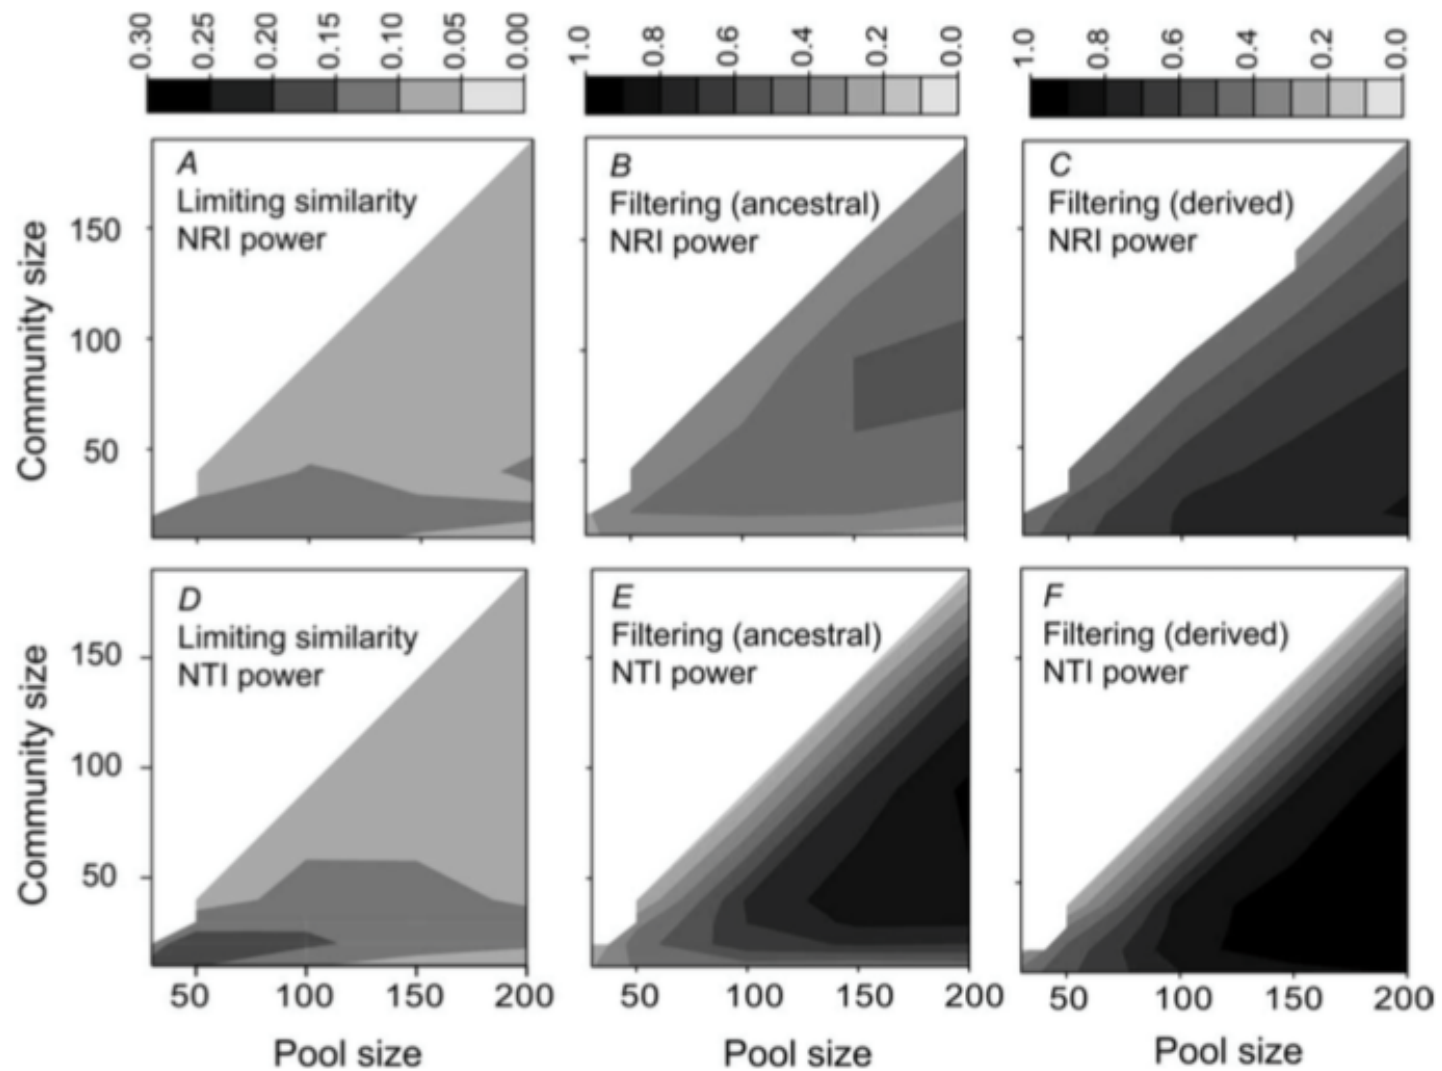 0.30 0.25 0.20 0.15 0.10 0.05 0.00
1.0 0.8 0.6 0.4 0.2 0.0
1.0 0.8 0.6 0.4 0.2 0.0
A
Limiting similarity
NRI power
B
Filtering (ancestral)
NRI power
C
Filtering (derived)
NRI power
Community size
150
100
50
D
Limiting similarity
NTI power
E
Filtering (ancestral)
NTI power
F
Filtering (derived)
NTI power
Community size
150
100
50
50 100 150 200
50 100 150 200
50 100 150 200
Pool size
Pool size
Pool size